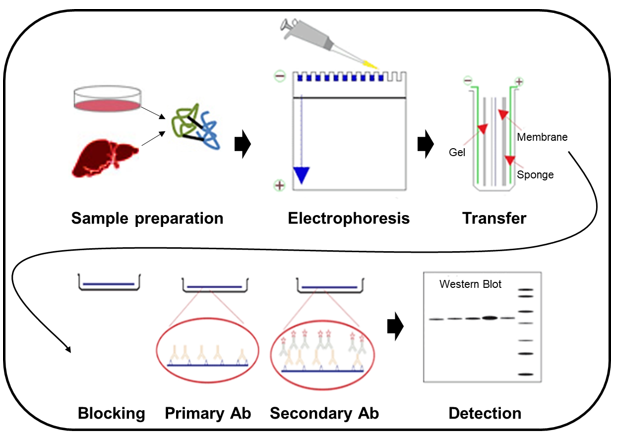 −
+
Sample preparation
Electrophoresis
− +
Gel
Membrane
Sponge
Transfer
Western Blot
Blocking
Primary Ab
Secondary Ab
Detection